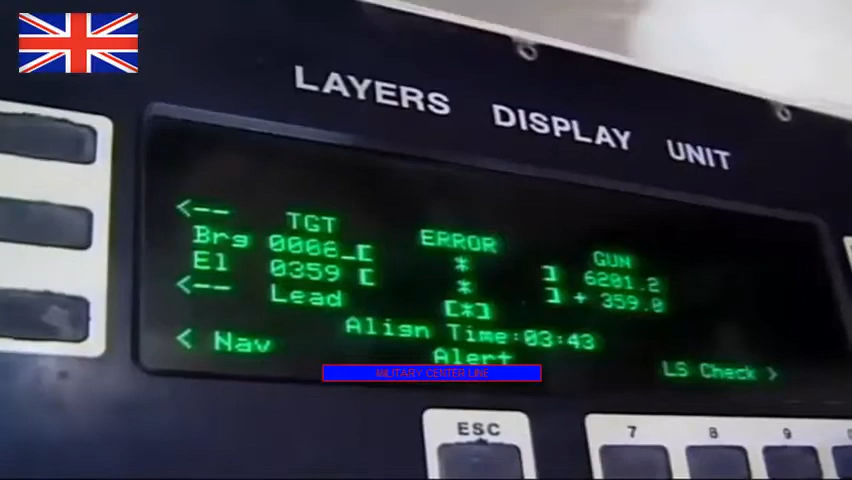 LAYERS DISPLAY UNIT
<-- TGT ERROR GUN
Brg 0006_[ * ] 6201.2
El 0359 [ * ] + 359.0
<-- Lead [*]
Align Time:03:43
< Nav Alert LS Check >
MILITARY CENTER LINE
ESC 7 8 9